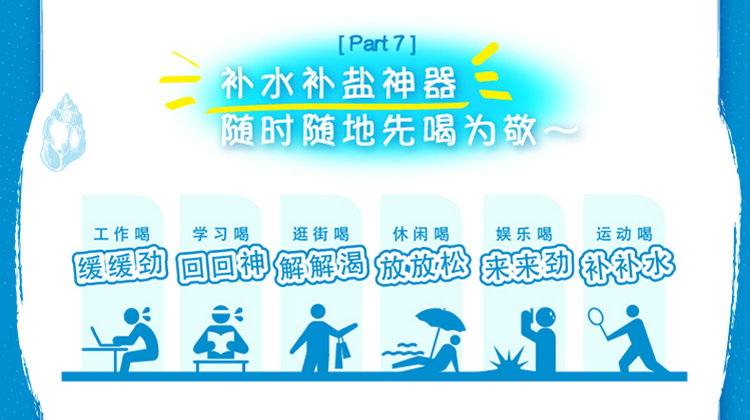 [ Part 7 ]
补水补盐神器
随时随地先喝为敬～
工作喝
缓缓劲
学习喝
回回神
逛街喝
解解渴
休闲喝
放放松
娱乐喝
来来劲
运动喝
补补水